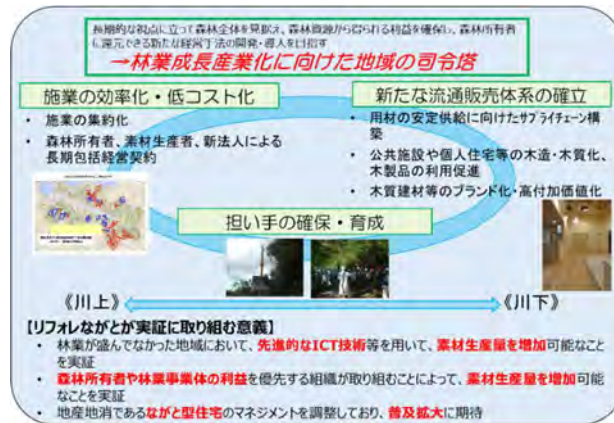 長期的な視点に立って森林全体を見据え、森林資源から得られる利益を確保し、森林所有者
に還元できる新たな経営手法の開発・導入を目指す
→林業成長産業化に向けた地域の司令塔
施業の効率化・低コスト化
• 施業の集約化
• 森林所有者、素材生産者、新法人による
長期包括経営契約
新たな流通販売体系の確立
• 用材の安定供給に向けたサプライチェーン構
築
• 公共施設や個人住宅等の木造・木質化、
木製品の利用促進
• 木質建材等のブランド化・高付加価値化
担い手の確保・育成
《川上》
《川下》
【リフォレながとが実証に取り組む意義】
• 林業が盛んでなかった地域において、先進的なICT技術等を用いて、素材生産量を増加可能なこ
とを実証
• 森林所有者や林業事業体の利益を優先する組織が取り組むことによって、素材生産量を増加可能
なことを実証
• 地産地消であるながと型住宅のマネジメントを調整しており、普及拡大に期待